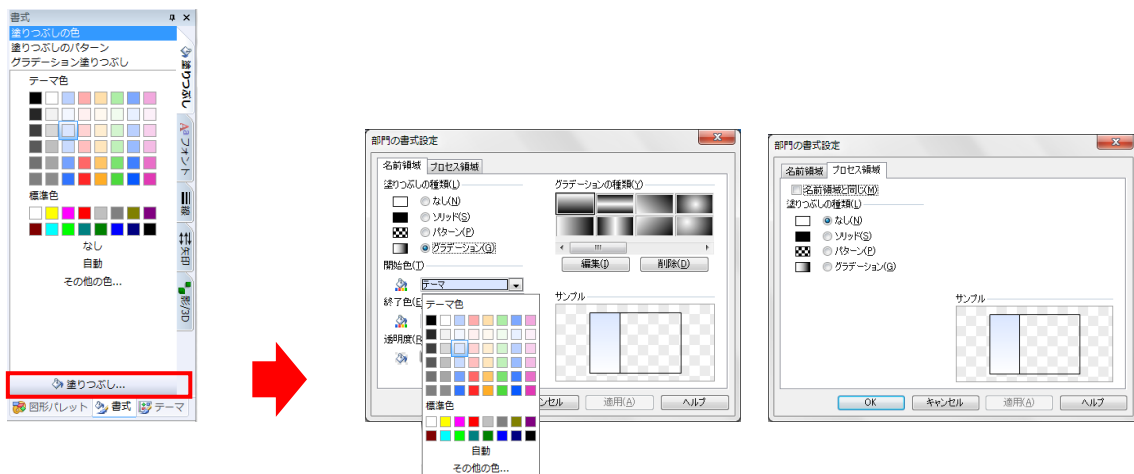 書式
塗りつぶしの色
塗りつぶしのパターン
グラデーション塗りつぶし
テーマ色
標準色
なし
自動
その他の色...
塗りつぶし
フォント
線
矢印
影/3D
塗りつぶし...
図形パレット 書式 テーマ
部門の書式設定
名前領域 プロセス領域
塗りつぶしの種類(L)
なし(N)
ソリッド(S)
パターン(P)
グラデーション(G)
開始色(T)
テーマ
終了色(E)
テーマ色
透明度(R
標準色
自動
その他の色...
グラデーションの種類(Y)
編集(I) 削除(D)
サンプル
ンセル 適用(A) ヘルプ
部門の書式設定
名前領域 プロセス領域
名前領域と同じ(M)
塗りつぶしの種類(L)
なし(N)
ソリッド(S)
パターン(P)
グラデーション(G)
サンプル
OK キャンセル 適用(A) ヘルプ